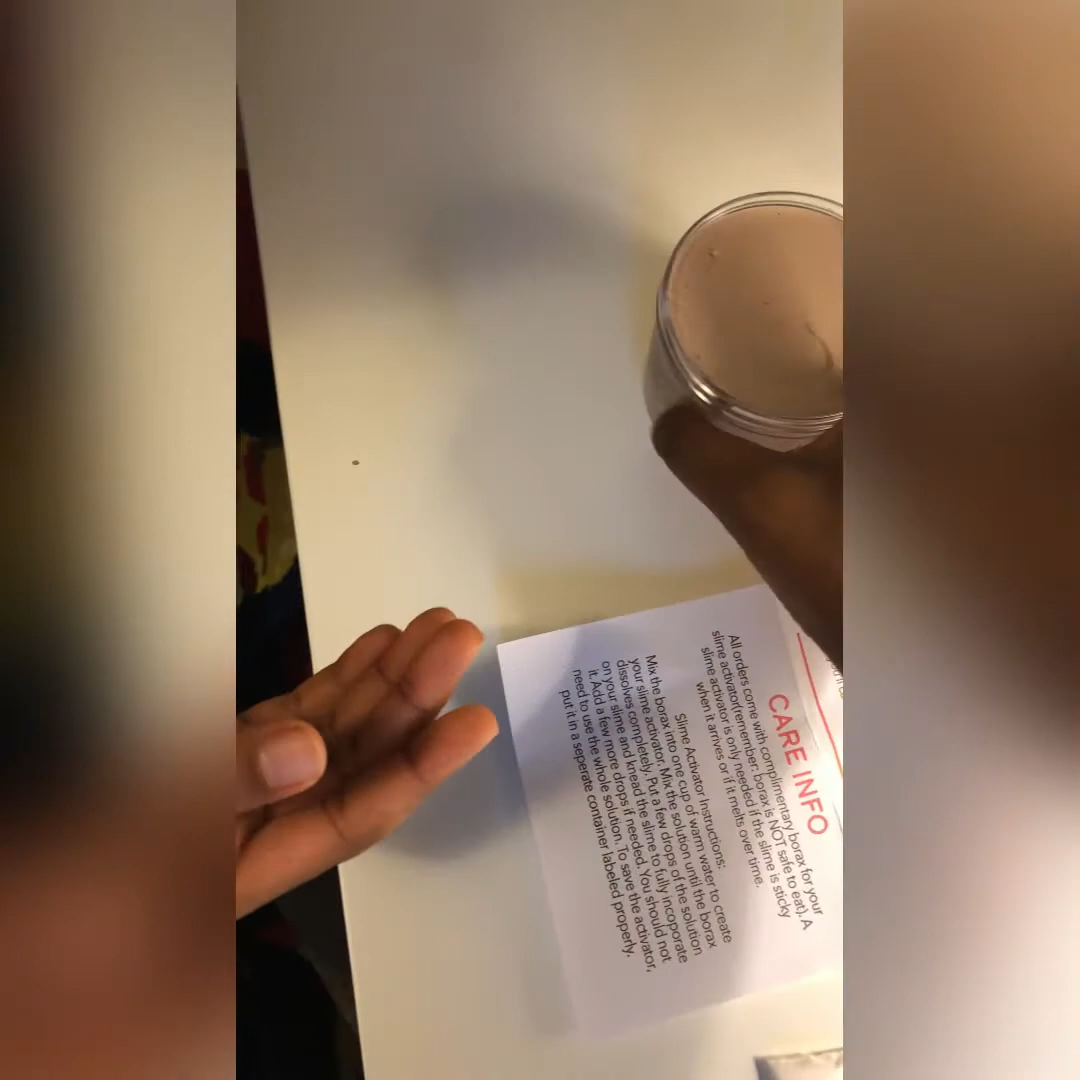 CARE INFO
All orders come with complimentary borax for your
slime activator(remember: borax is NOT safe to eat). A
slime activator is only needed if the slime is sticky
when it arrives or if it melts over time.
Slime Activator Instructions:
Mix the borax into one cup of warm water to create
your slime activator. Mix the solution until the borax
dissolves completely. Put a few drops of the solution
on your slime and knead the slime to fully incoporate
it. Add a few more drops if needed. You should not
need to use the whole solution. To save the activator,
put it in a seperate container labeled properly.